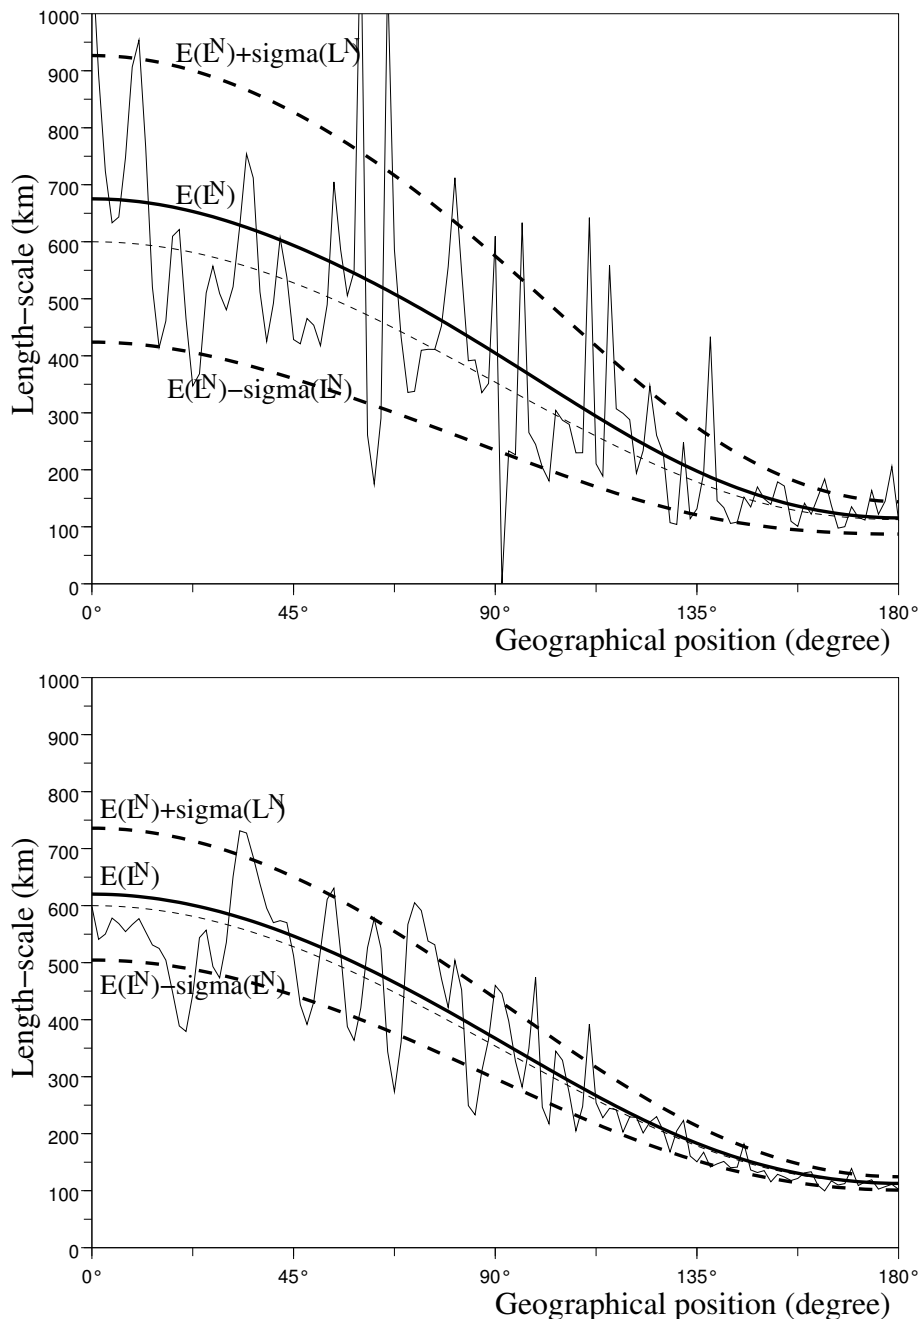 1000
E(L^N)+sigma(L^N)
900
800
700
E(L^N)
600
500
400
E(L^N)−sigma(L^N)
300
200
100
0
Length−scale (km)
0° 45° 90° 135° 180°
Geographical position (degree)
1000
900
800
E(L^N)+sigma(L^N)
700
E(L^N)
600
500
E(L^N)−sigma(L^N)
400
300
200
100
0
Length−scale (km)
0° 45° 90° 135° 180°
Geographical position (degree)